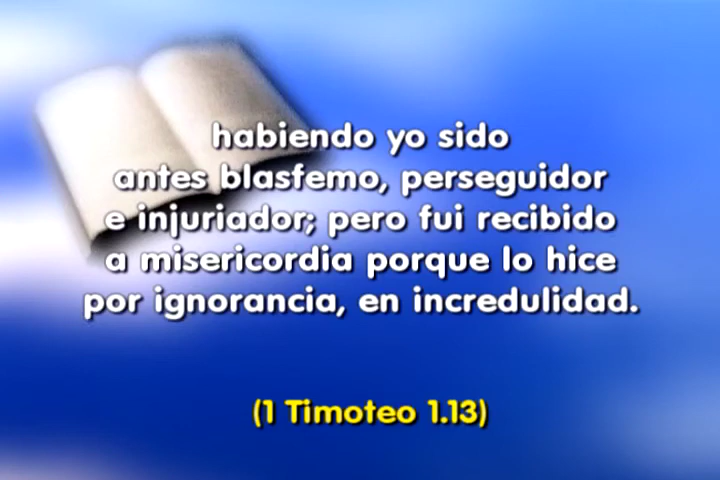 habiendo yo sido
antes blasfemo, perseguidor
e injuriador; pero fui recibido
a misericordia porque lo hice
por ignorancia, en incredulidad.
(1 Timoteo 1.13)